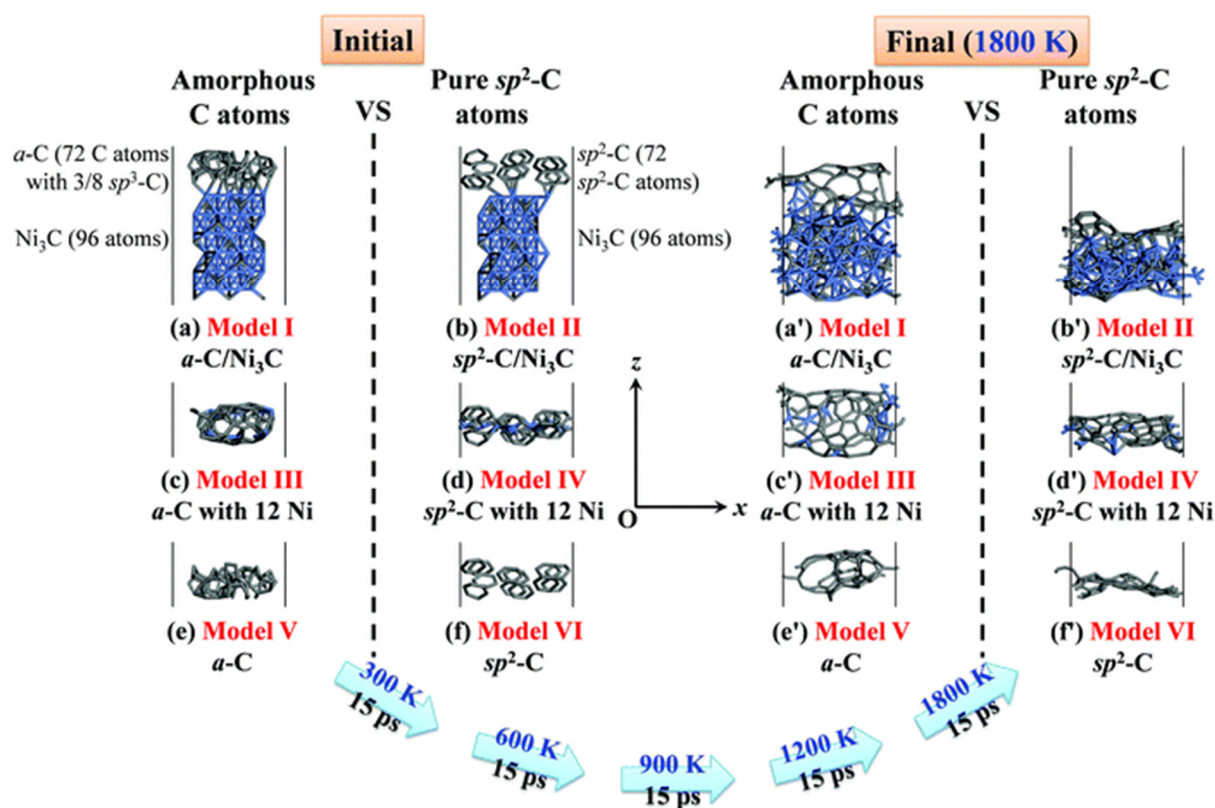 Initial
Final (1800 K)
Amorphous
C atoms
VS
Pure sp²-C
atoms
Amorphous
C atoms
VS
Pure sp²-C
atoms
a-C (72 C atoms
with 3/8 sp³-C)
Ni₃C (96 atoms)
sp²-C (72
sp²-C atoms)
Ni₃C (96 atoms)
(a) Model I
a-C/Ni₃C
(b) Model II
sp²-C/Ni₃C
(a') Model I
a-C/Ni₃C
(b') Model II
sp²-C/Ni₃C
z
O
x
(c) Model III
a-C with 12 Ni
(d) Model IV
sp²-C with 12 Ni
(c') Model III
a-C with 12 Ni
(d') Model IV
sp²-C with 12 Ni
(e) Model V
a-C
(f) Model VI
sp²-C
(e') Model V
a-C
(f') Model VI
sp²-C
300 K
15 ps
600 K
15 ps
900 K
15 ps
1200 K
15 ps
1800 K
15 ps